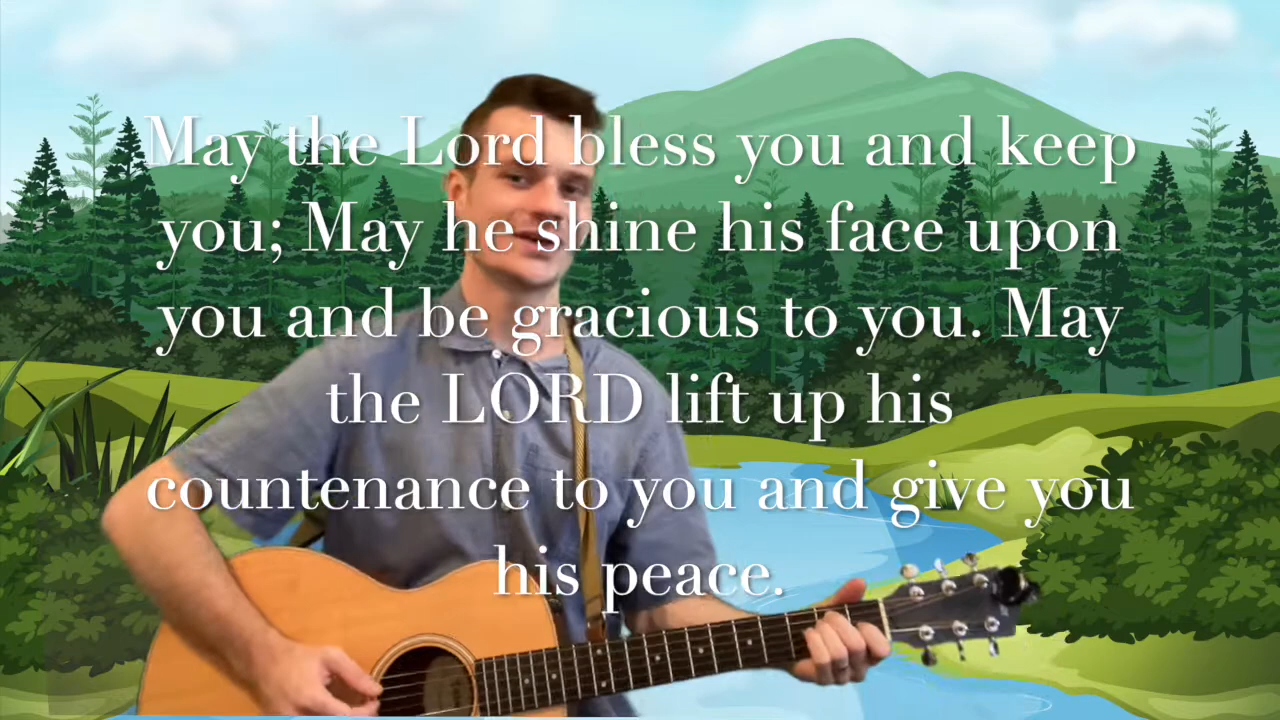 May the Lord bless you and keep
you; May he shine his face upon
you and be gracious to you. May
the LORD lift up his
countenance to you and give you
his peace.